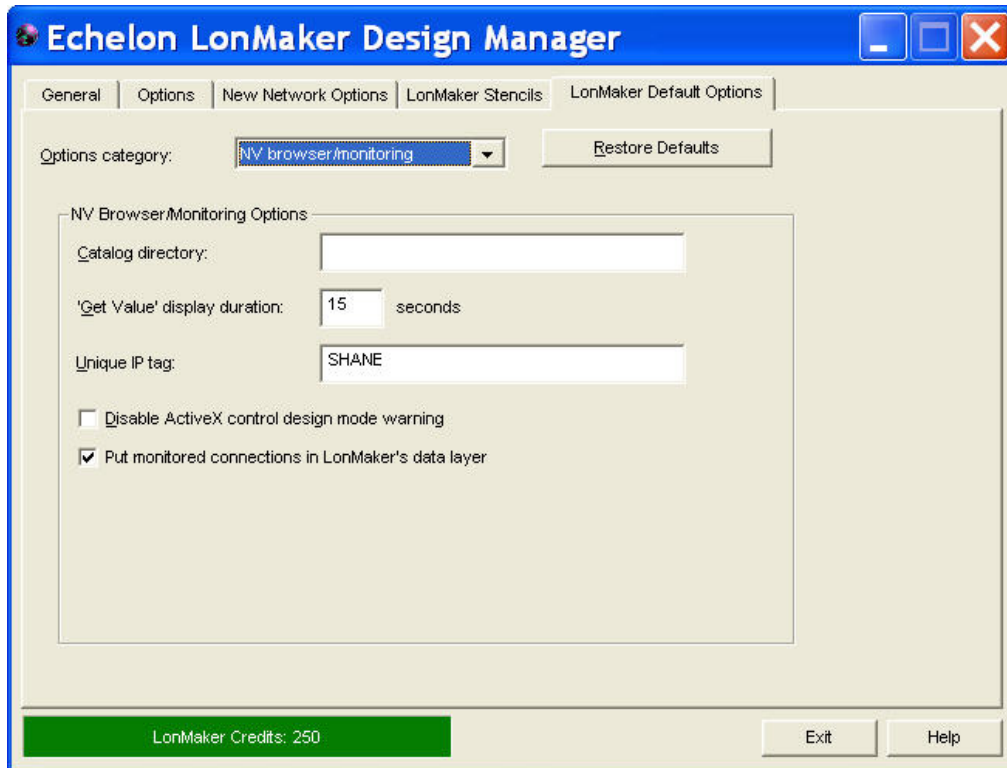 Echelon LonMaker Design Manager
General Options New Network Options LonMaker Stencils LonMaker Default Options
Options category: NV browser/monitoring Restore Defaults
NV Browser/Monitoring Options
Catalog directory:
'Get Value' display duration: 15 seconds
Unique IP tag: SHANE
Disable ActiveX control design mode warning
Put monitored connections in LonMaker's data layer
LonMaker Credits: 250 Exit Help